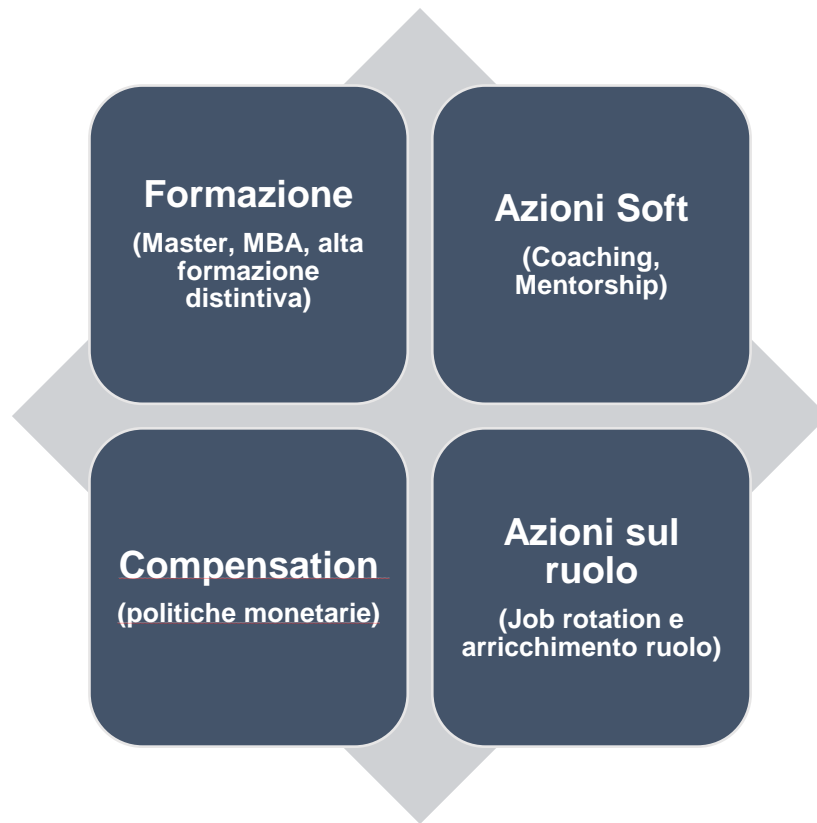 Formazione
(Master, MBA, alta
formazione
distintiva)
Azioni Soft
(Coaching,
Mentorship)
Compensation
(politiche monetarie)
Azioni sul
ruolo
(Job rotation e
arricchimento ruolo)